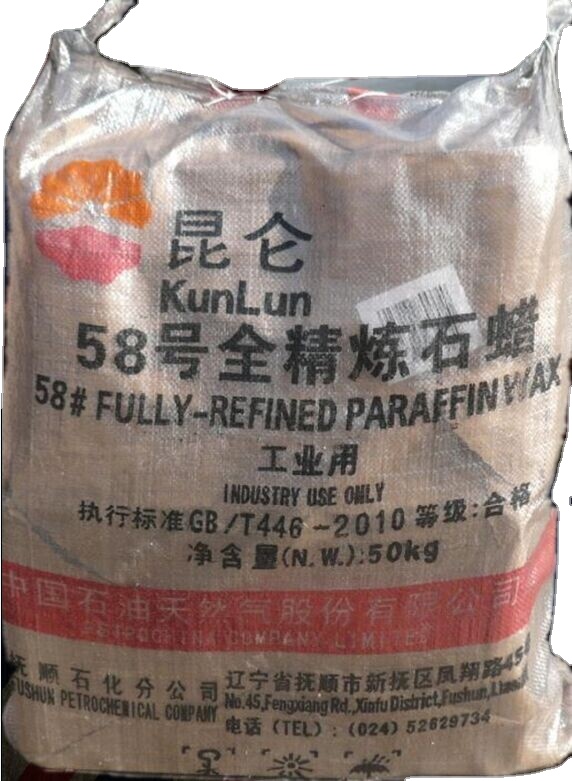 昆仑
KunLun
58号全精炼石蜡
58# FULLY-REFINED PARAFFIN WAX
工业用
INDUSTRY USE ONLY
执行标准GB/T446-2010 等级:合格
净含量(N.W.):50kg
中国石油天然气股份有限公司
PETROCHINA COMPANY LIMITED
抚顺石化分公司
FUSHUN PETROCHEMICAL COMPANY
辽宁省抚顺市新抚区凤翔路45号
No.45,Fengxiang Rd.,Xinfu District,Fushun,
电话(TEL):(024)52629734